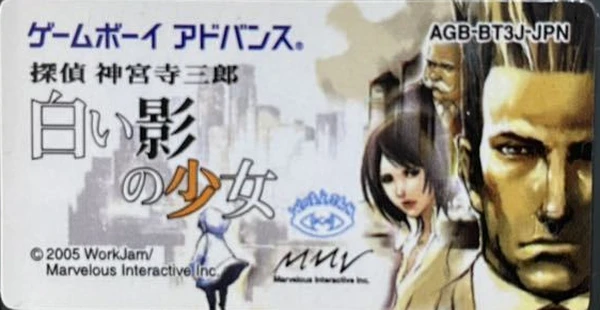 ゲームボーイ アドバンス®
AGB-BT3J-JPN
探偵 神宮寺三郎
白い影
の少女
© 2005 WorkJam/
Marvelous Interactive Inc.
MMV
Marvelous Interactive Inc.